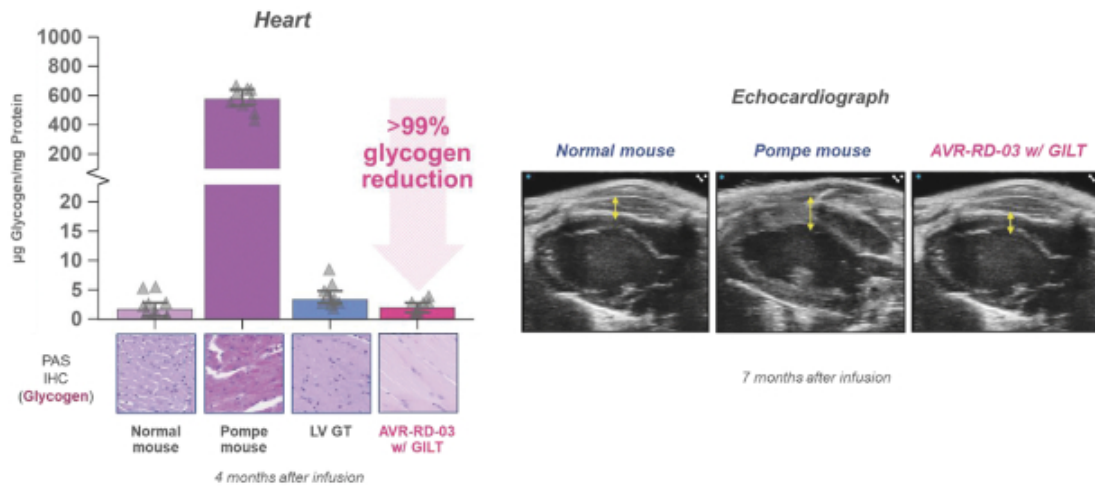 Heart
1000
800
600
400
200
20
15
10
5
0
µg Glycogen/mg Protein
>99%
glycogen
reduction
PAS
IHC
(Glycogen)
Normal
mouse
Pompe
mouse
LV GT
AVR-RD-03
w/ GILT
4 months after infusion
Echocardiograph
Normal mouse
Pompe mouse
AVR-RD-03 w/ GILT
7 months after infusion